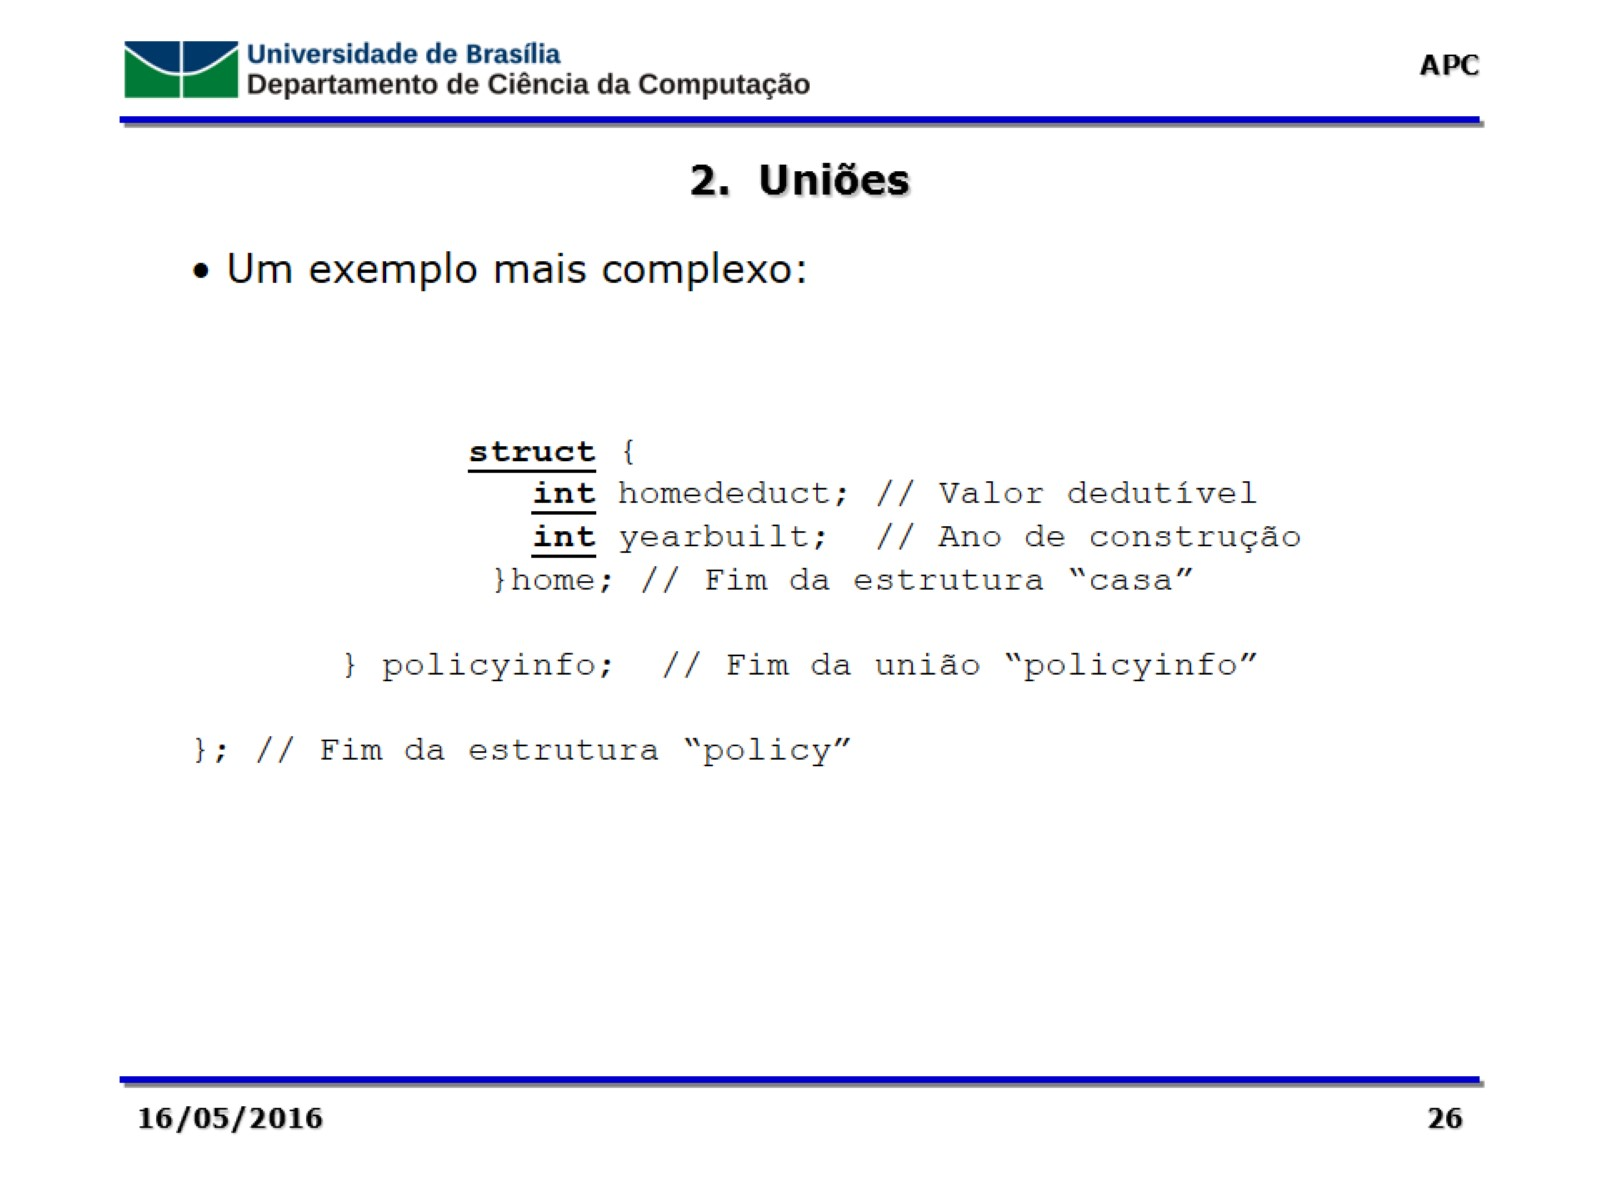 Universidade de Brasília
Departamento de Ciência da Computação
APC
2. Uniões
• Um exemplo mais complexo:
struct {
int homededuct; // Valor dedutível
int yearbuilt; // Ano de construção
}home; // Fim da estrutura “casa”
} policyinfo; // Fim da união “policyinfo”
}; // Fim da estrutura “policy”
16/05/2016
26